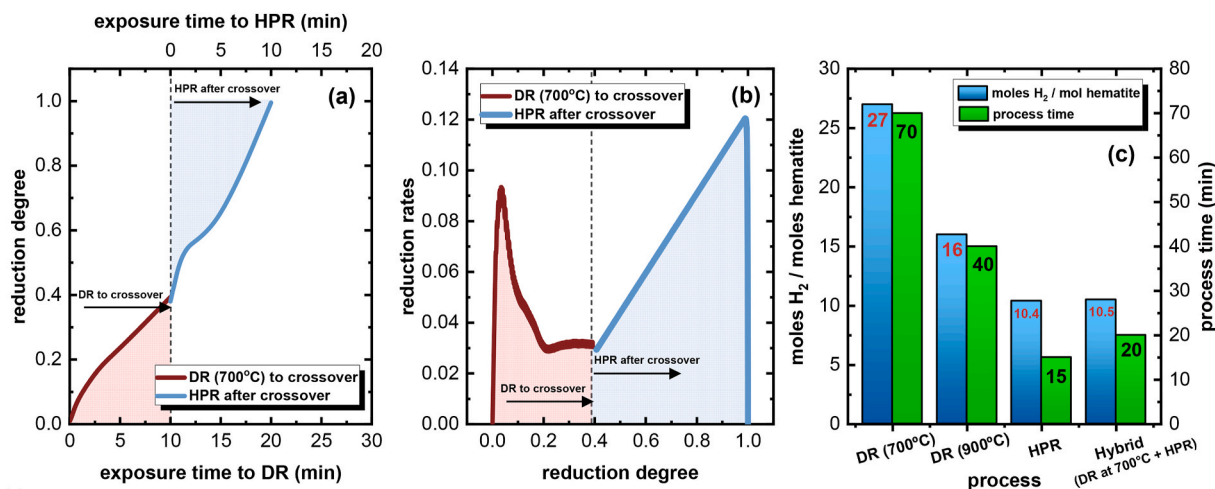 exposure time to HPR (min)
0 10 20
(a)
HPR after crossover
DR to crossover
DR (700°C) to crossover
HPR after crossover
reduction degree
1.0
0.8
0.6
0.4
0.2
0.0
0 5 10 15 20 25 30
exposure time to DR (min)
(b)
DR (700°C) to crossover
HPR after crossover
HPR after crossover
DR to crossover
reduction rates
0.14
0.12
0.10
0.08
0.06
0.04
0.02
0.00
0.0 0.2 0.4 0.6 0.8 1.0
reduction degree
moles H2 / mol hematite
process time
(c)
27 70
16 40
10.4 15
10.5 20
moles H2 / moles hematite
30
25
20
15
10
5
0
process time (min)
80
70
60
50
40
30
20
10
0
DR (700ºC)
DR (900ºC)
HPR
Hybrid
(DR at 700°C + HPR)
process